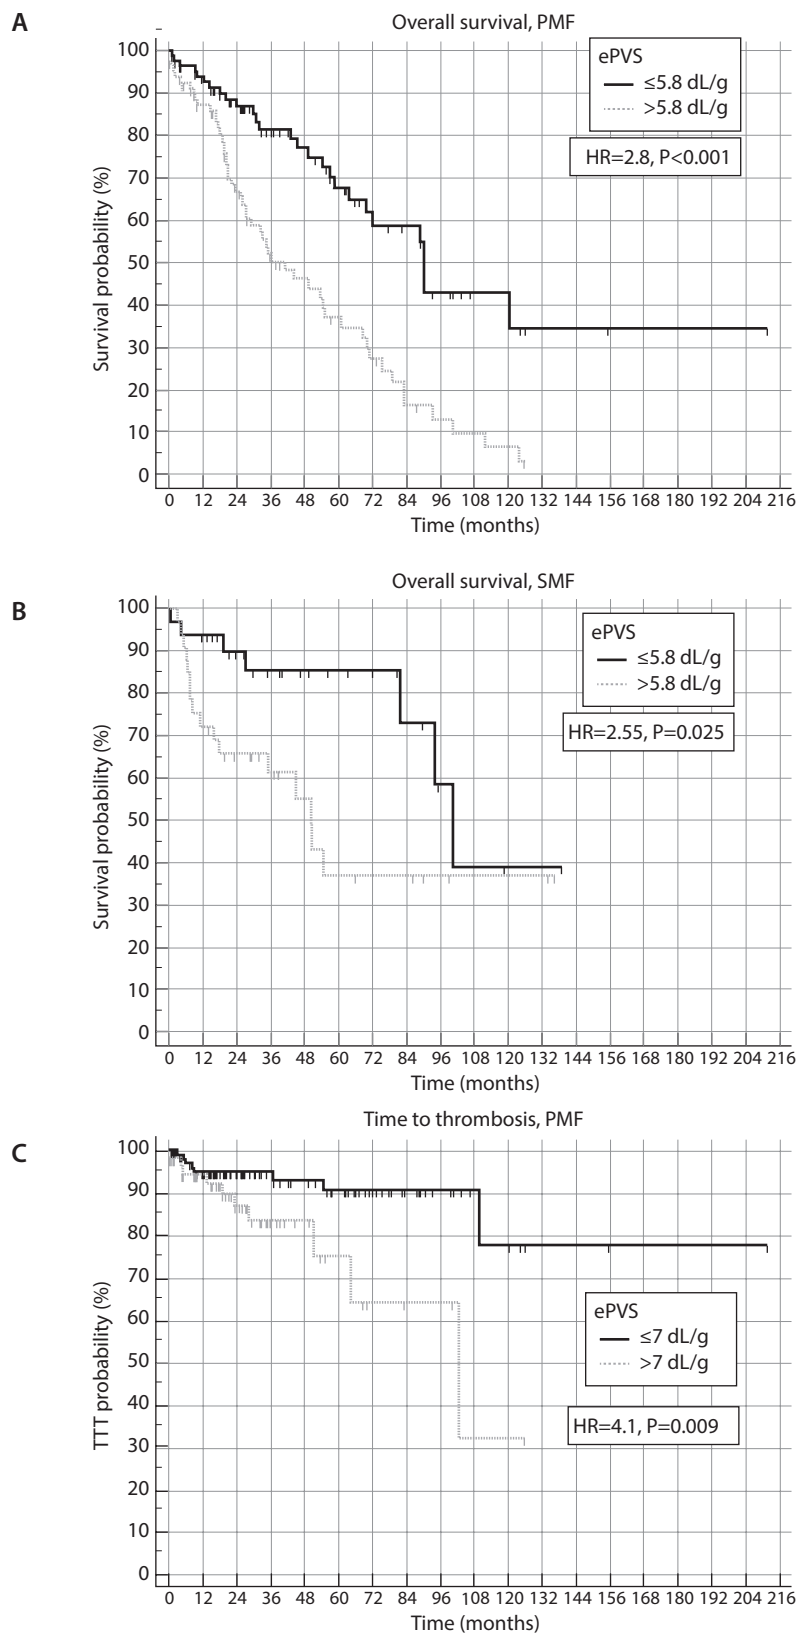 A
Overall survival, PMF
ePVS
≤5.8 dL/g
>5.8 dL/g
HR=2.8, P<0.001
Survival probability (%)
100
90
80
70
60
50
40
30
20
10
0
0 12 24 36 48 60 72 84 96 108 120 132 144 156 168 180 192 204 216
Time (months)
B
Overall survival, SMF
ePVS
≤5.8 dL/g
>5.8 dL/g
HR=2.55, P=0.025
Survival probability (%)
100
90
80
70
60
50
40
30
20
10
0
0 12 24 36 48 60 72 84 96 108 120 132 144 156 168 180 192 204 216
Time (months)
C
Time to thrombosis, PMF
ePVS
≤7 dL/g
>7 dL/g
HR=4.1, P=0.009
TTT probability (%)
100
90
80
70
60
50
40
30
20
10
0
0 12 24 36 48 60 72 84 96 108 120 132 144 156 168 180 192 204 216
Time (months)